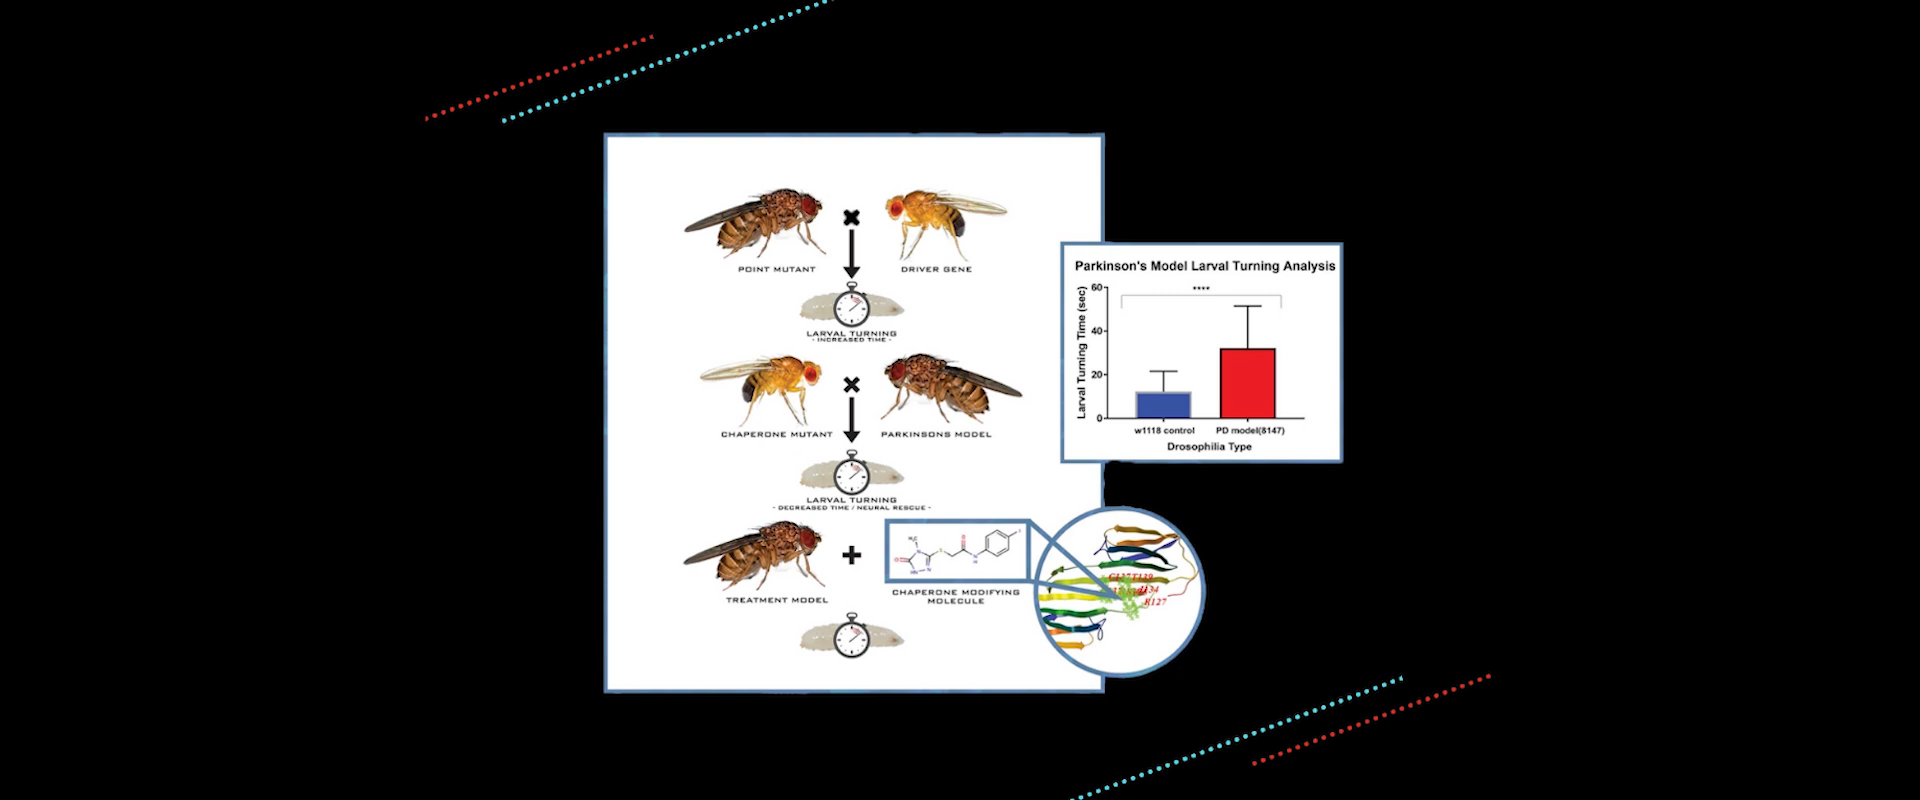 POINT MUTANT
DRIVER GENE
LARVAL TURNING
- INCREASED TIME -
CHAPERONE MUTANT
PARKINSONS MODEL
LARVAL TURNING
- DECREASED TIME / NEURAL RESCUE -
TREATMENT MODEL
CHAPERONE MODIFYING
MOLECULE
Parkinson's Model Larval Turning Analysis
Larval Turning Time (sec)
60
40
20
0
****
w1118 control
PD model(8147)
Drosophilia Type
H₃C
O
N
S
O
N
H
R127